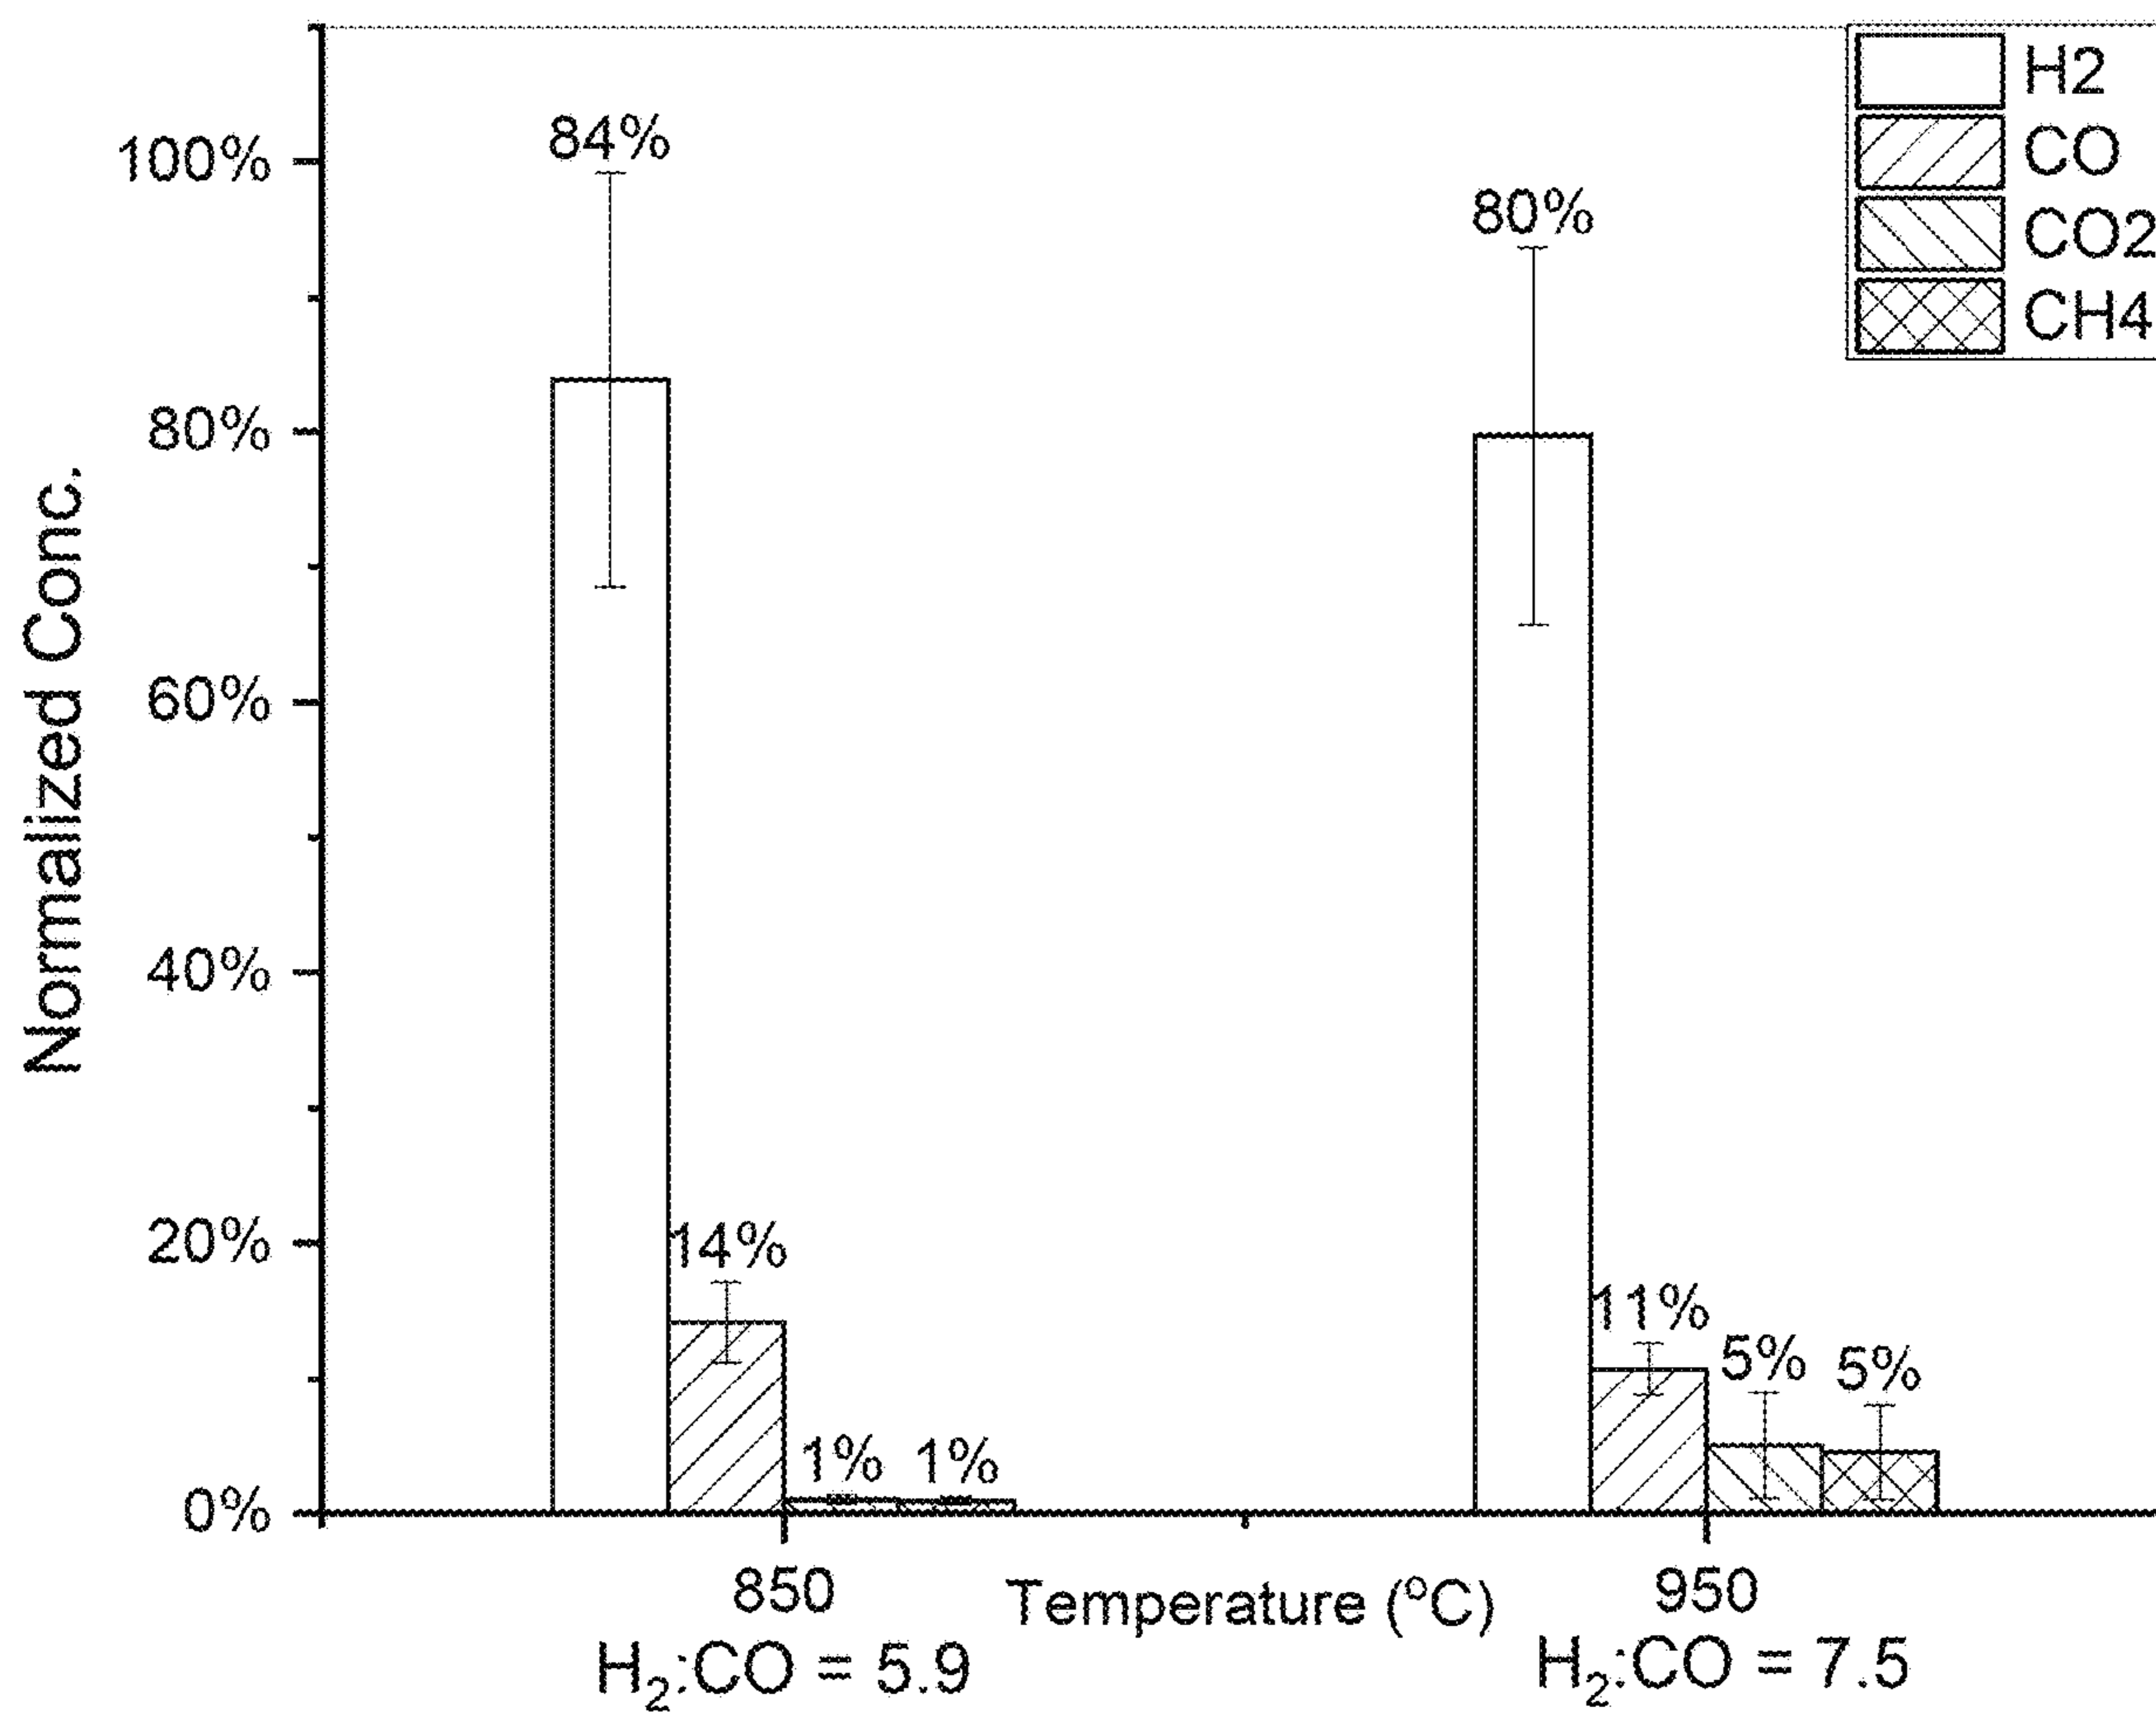 H2
CO
CO2
CH4
Normalized Conc.
100%
80%
60%
40%
20%
0%
84%
14%
1%
1%
80%
11%
5%
5%
850
Temperature (ºC)
950
H₂:CO = 5.9
H₂:CO = 7.5